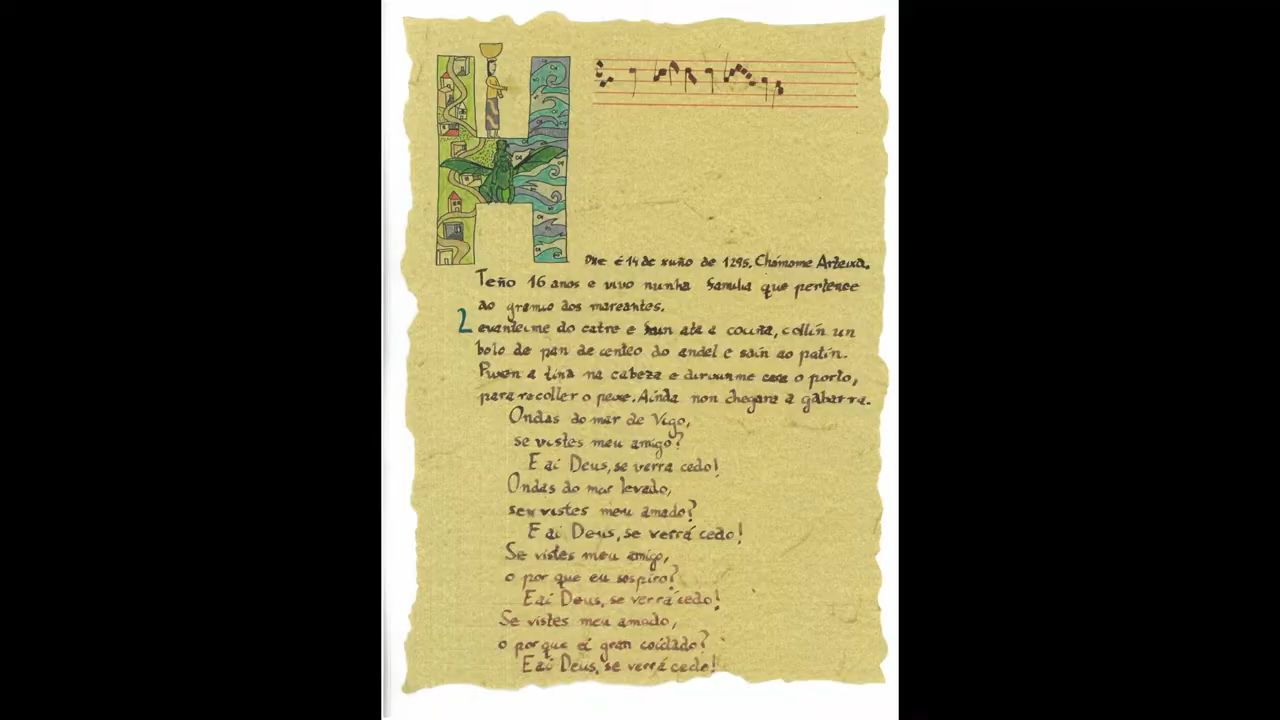 H
Oxe é 14 de xuño de 1295. Chámome Arteixa.
Teño 16 anos e vivo nunha familia que pertence
ao gremio dos mareantes.
Levanteime do catre e fun ata a cociña, collín un
bolo de pan de centeo do andel e saín ao patín.
Puxen a tina na cabeza e dirixinme cara o porto,
para recoller o peixe. Aínda non chegara a gabarra.
Ondas do mar de Vigo,
se vistes meu amigo?
E ai Deus, se verrá cedo!
Ondas do mar levado,
se vistes meu amado?
E ai Deus, se verrá cedo!
Se vistes meu amigo,
o por que eu sospiro?
E ai Deus, se verrá cedo!
Se vistes meu amado,
o por que ei gran coidado?
E ai Deus, se verrá cedo!